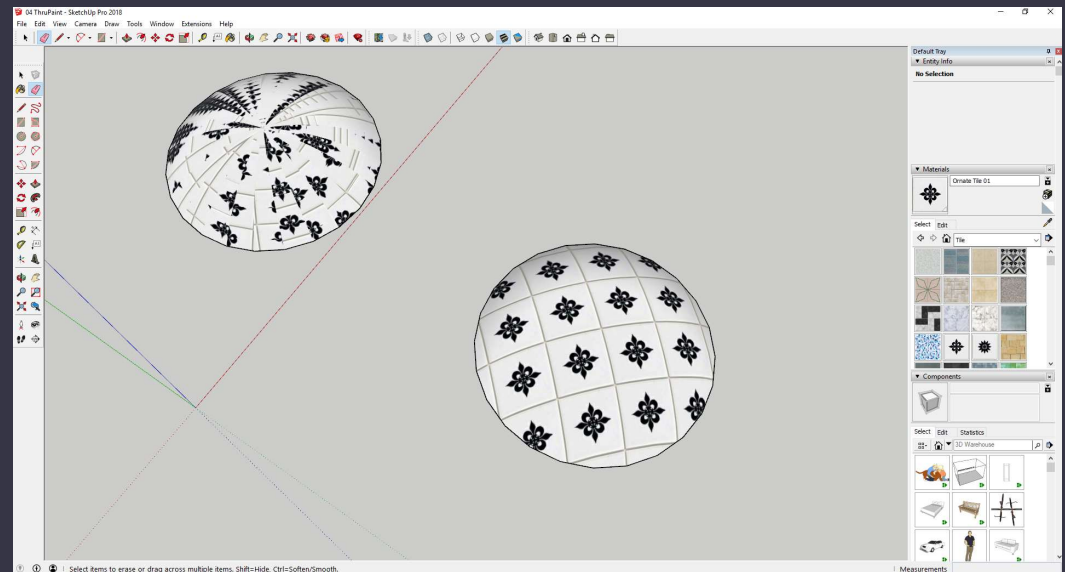 04 ThruPaint - SketchUp Pro 2018
File Edit View Camera Draw Tools Window Extensions Help
Default Tray
Entity Info
No Selection
Materials
Ornate Tile 01
Select Edit
Tile
Components
Select Edit Statistics
3D Warehouse
Select items to erase or drag across multiple items. Shift=Hide, Ctrl=Soften/Smooth.
Measurements